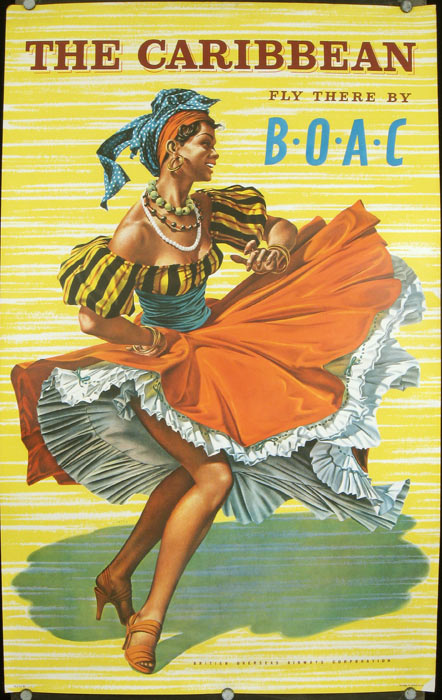 THE CARIBBEAN
FLY THERE BY
B·O·A·C
BRITISH OVERSEAS AIRWAYS CORPORATION